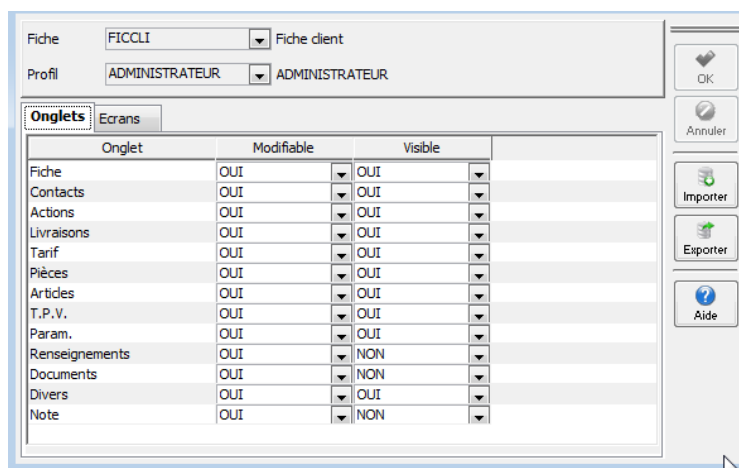 Fiche FICCLI Fiche client
Profil ADMINISTRATEUR ADMINISTRATEUR
OK
Annuler
Importer
Exporter
Aide
Onglets Ecrans
Onglet Modifiable Visible
Fiche OUI OUI
Contacts OUI OUI
Actions OUI OUI
Livraisons OUI OUI
Tarif OUI OUI
Pièces OUI OUI
Articles OUI OUI
T.P.V. OUI OUI
Param. OUI OUI
Renseignements OUI NON
Documents OUI NON
Divers OUI OUI
Note OUI NON